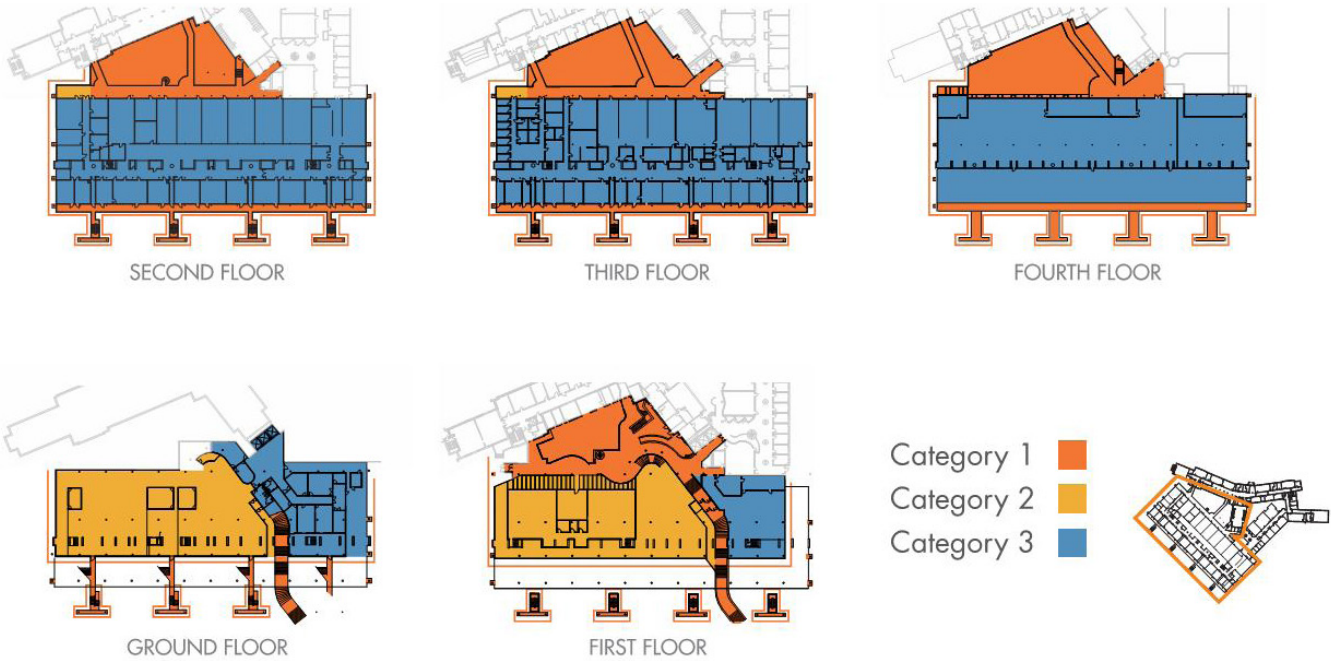 SECOND FLOOR
THIRD FLOOR
FOURTH FLOOR
GROUND FLOOR
FIRST FLOOR
Category 1
Category 2
Category 3